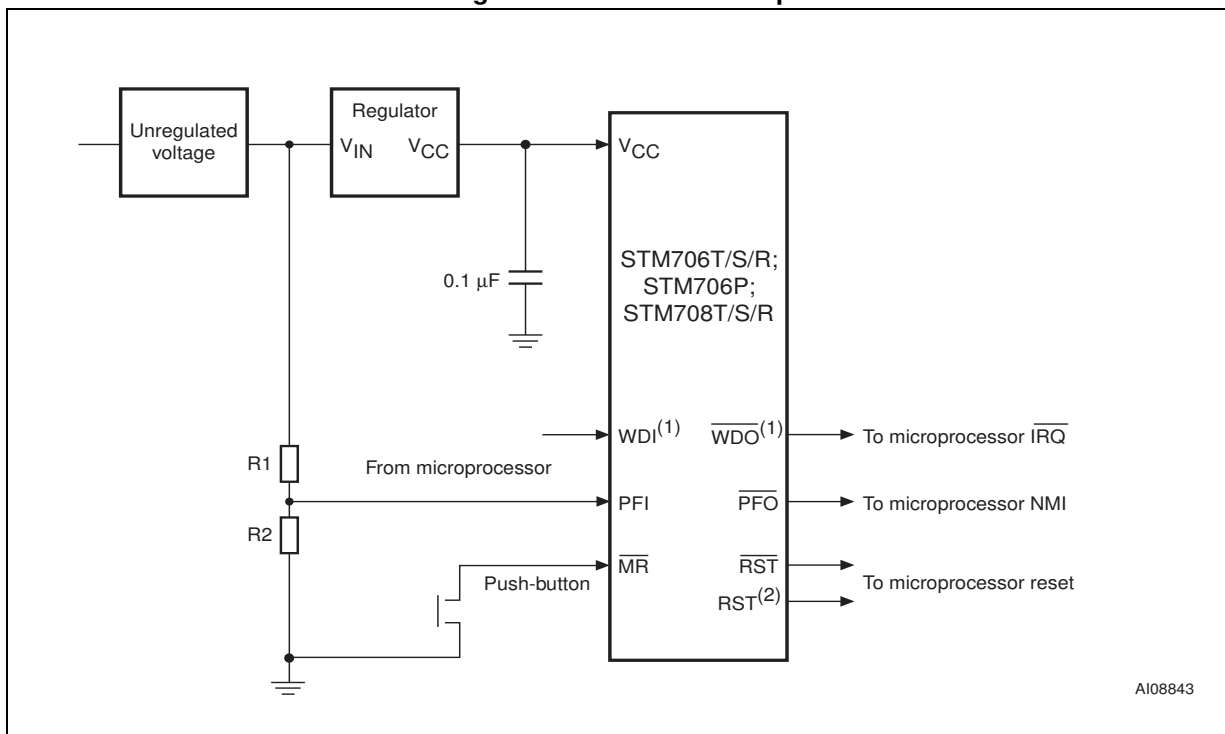 Unregulated
voltage
Regulator
VIN VCC
VCC
0.1 μF
STM706T/S/R;
STM706P;
STM708T/S/R
WDI(1) WDO(1) To microprocessor IRQ
R1 From microprocessor
PFI PFO To microprocessor NMI
R2
MR RST
Push-button To microprocessor reset
RST(2)
AI08843